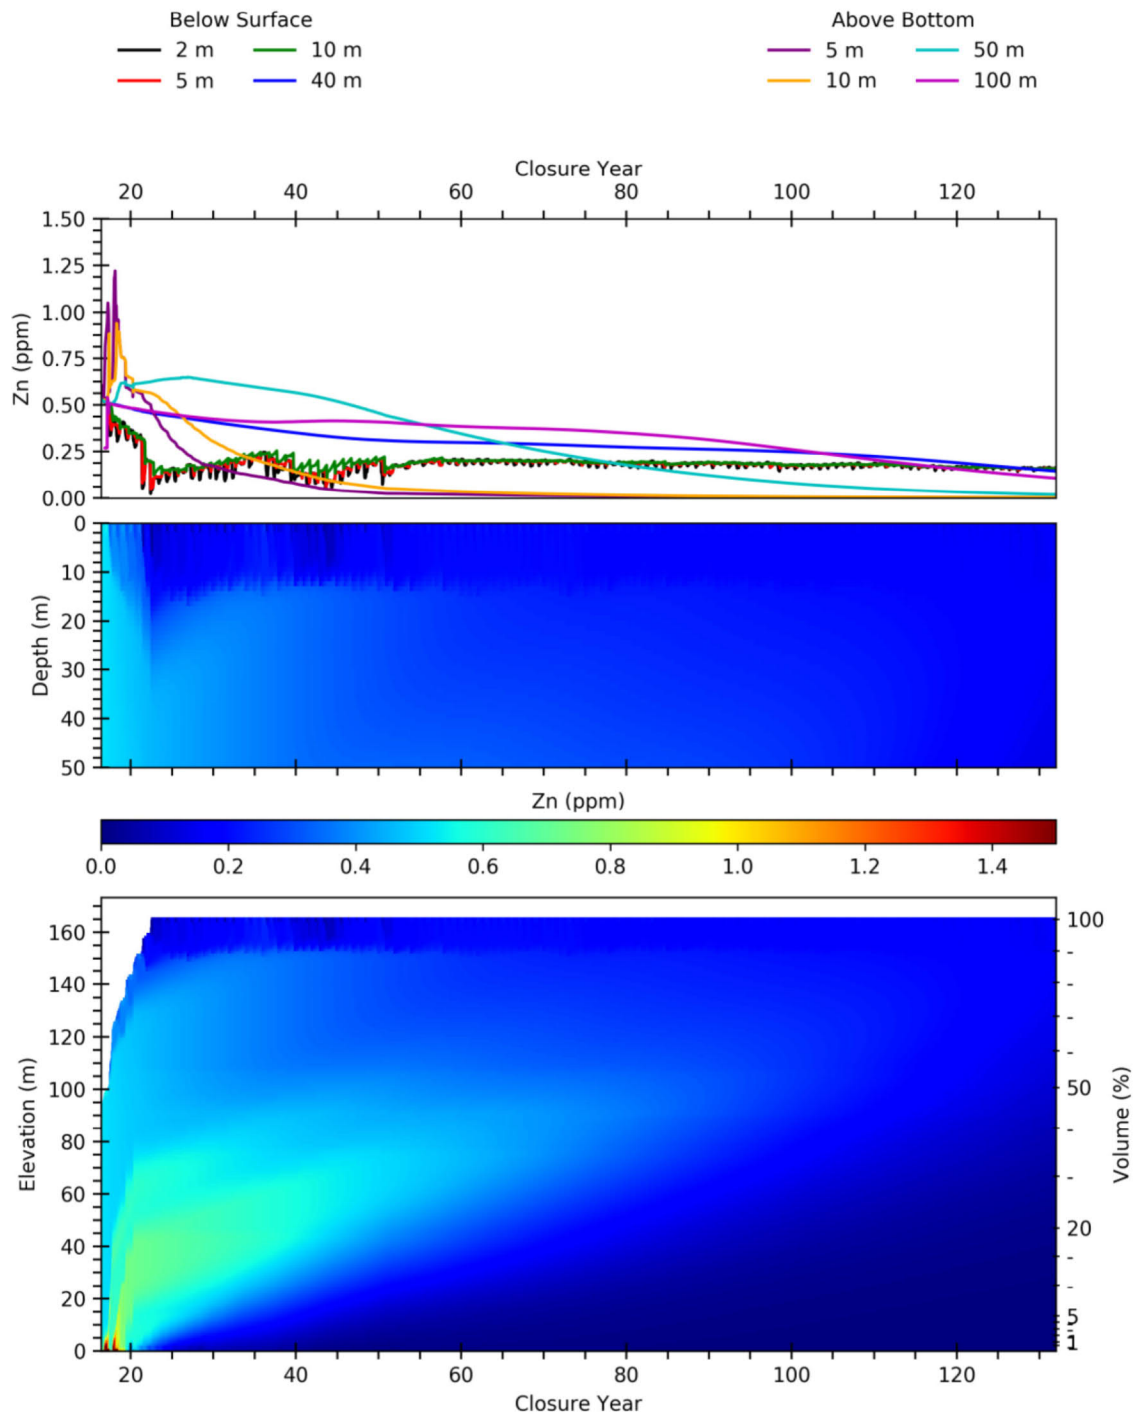 Below Surface Above Bottom
2 m 10 m 5 m 50 m
5 m 40 m 10 m 100 m
Closure Year
20 40 60 80 100 120
Zn (ppm)
1.50
1.25
1.00
0.75
0.50
0.25
0.00
Depth (m)
0
10
20
30
40
50
Zn (ppm)
0.0 0.2 0.4 0.6 0.8 1.0 1.2 1.4
Elevation (m)
160
140
120
100
80
60
40
20
0
100
-
-
-
-
50
-
-
20
-
-
5
-
-
1
-
Volume (%)
20 40 60 80 100 120
Closure Year